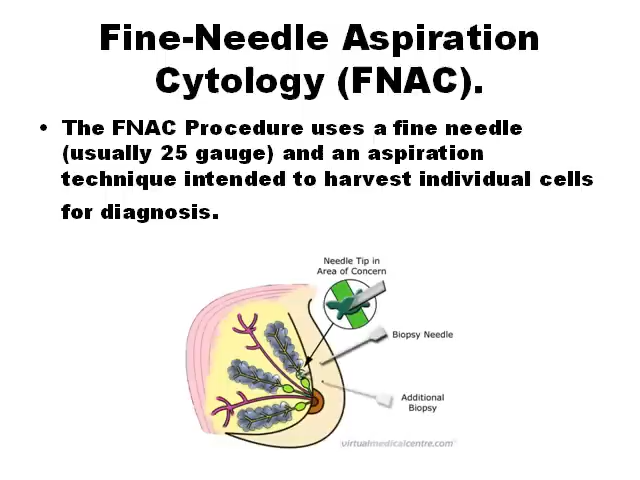 Fine-Needle Aspiration
Cytology (FNAC).
• The FNAC Procedure uses a fine needle
(usually 25 gauge) and an aspiration
technique intended to harvest individual cells
for diagnosis.
Needle Tip in
Area of Concern
Biopsy Needle
Additional
Biopsy
virtualmedicalcentre.com